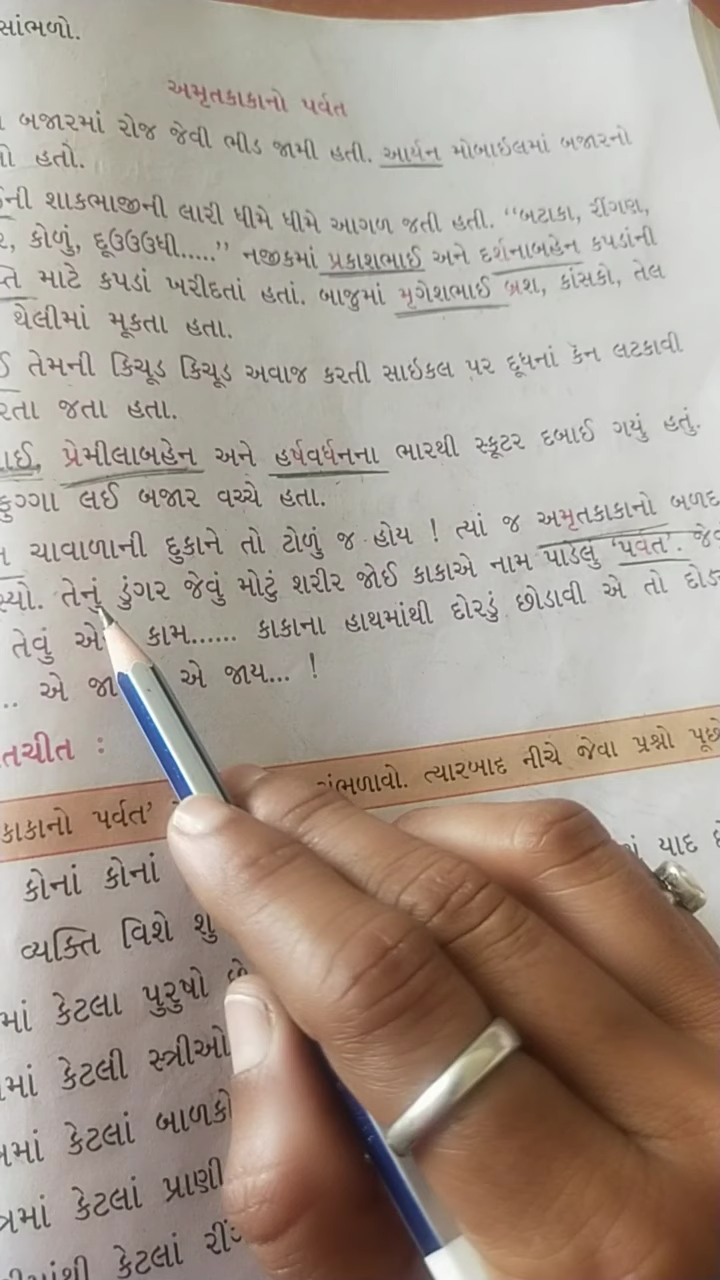 સાંભળો.
અમૃતકાકાનો પર્વત
બજારમાં રોજ જેવી ભીડ જામી હતી. આર્યન મોબાઈલમાં બજારનો
હતો.
શાકભાજીની લારી ધીમે ધીમે આગળ જતી હતી. “બટાકા, રીંગણ,
કોળું, દૂઉઉઉધી.....” નજીકમાં પ્રકાશભાઈ અને દર્શનાબહેન કપડાંની
માટે કપડાં ખરીદતાં હતાં. બાજુમાં મૃગેશભાઈ બ્રશ, કાંસકો, તેલ
થેલીમાં મૂકતા હતા.
તેમની કિચૂડ કિચૂડ અવાજ કરતી સાઈકલ પર દૂધનાં કેન લટકાવી
જતા હતા.
પ્રેમીલાબહેન અને હર્ષવર્ધનના ભારથી સ્કૂટર દબાઈ ગયું હતું.
ફુગ્ગા લઈ બજાર વચ્ચે હતા.
ચાવાળાની દુકાને તો ટોળું જ હોય ! ત્યાં જ અમૃતકાકાનો બળદ
તેનું ડુંગર જેવું મોટું શરીર જોઈ કાકાએ નામ પાડેલું ‘પર્વત’.
તેવું કામ...... કાકાના હાથમાંથી દોરડું છોડાવી એ તો
.. એ એ જાય... !
તચીત :
કાકાનો પર્વત’ ત્યારબાદ નીચે જેવા પ્રશ્નો
કોનાં કોનાં યાદ
વ્યક્તિ વિશે
કેટલા પુરુષો
કેટલી સ્ત્રીઓ
કેટલાં બાળકો
કેટલાં
કેટલાં